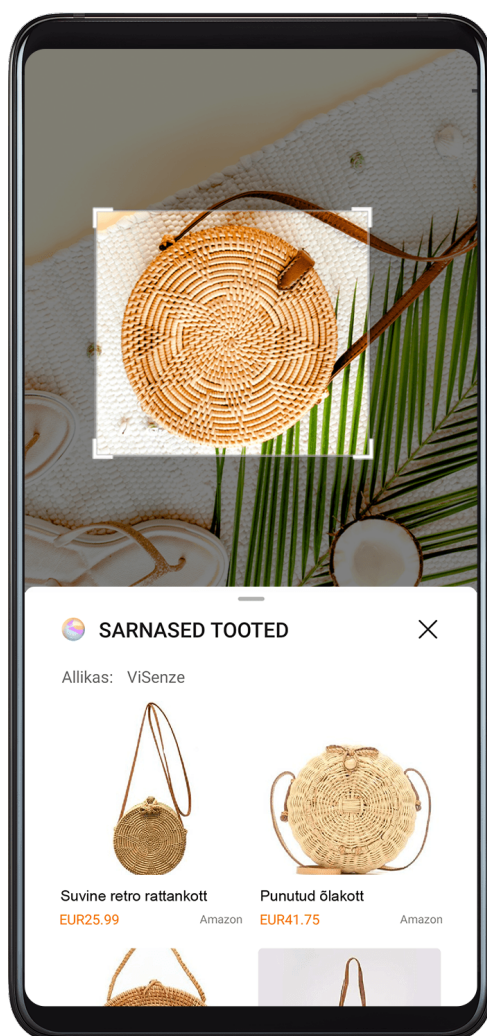 SARNASED TOOTED
Allikas: ViSenze
Suvine retro rattankott
Punutud õlakott
EUR25.99 Amazon
EUR41.75 Amazon